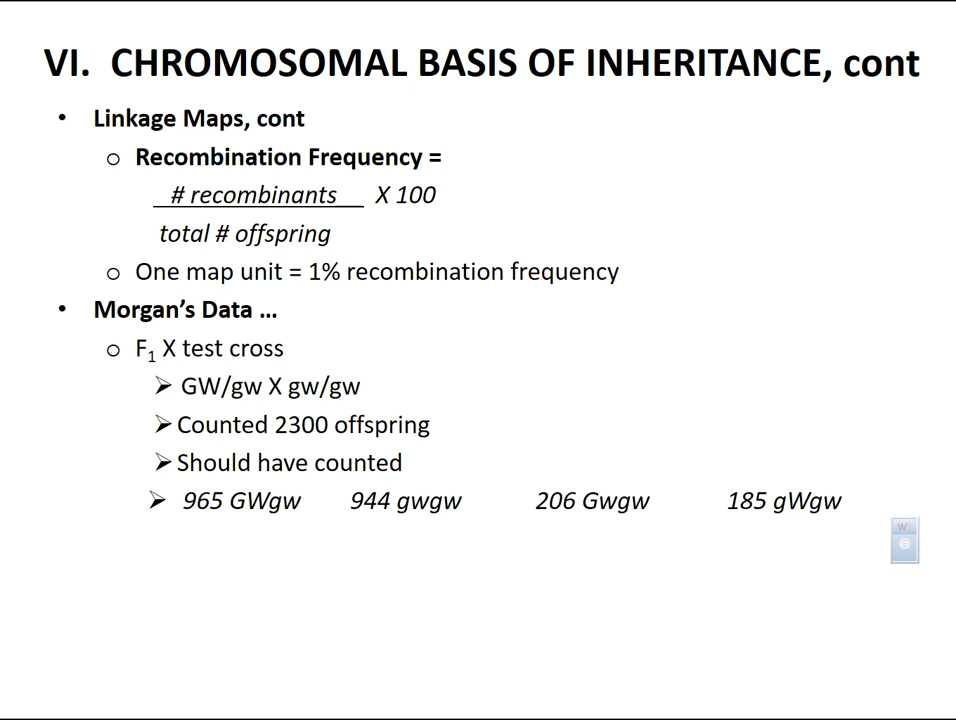 VI. CHROMOSOMAL BASIS OF INHERITANCE, cont
• Linkage Maps, cont
o Recombination Frequency =
# recombinants X 100
total # offspring
o One map unit = 1% recombination frequency
• Morgan's Data ...
o F₁ X test cross
➢ GW/gw X gw/gw
➢ Counted 2300 offspring
➢ Should have counted
➢ 965 GWgw 944 gwgw 206 Gwgw 185 gWgw
W